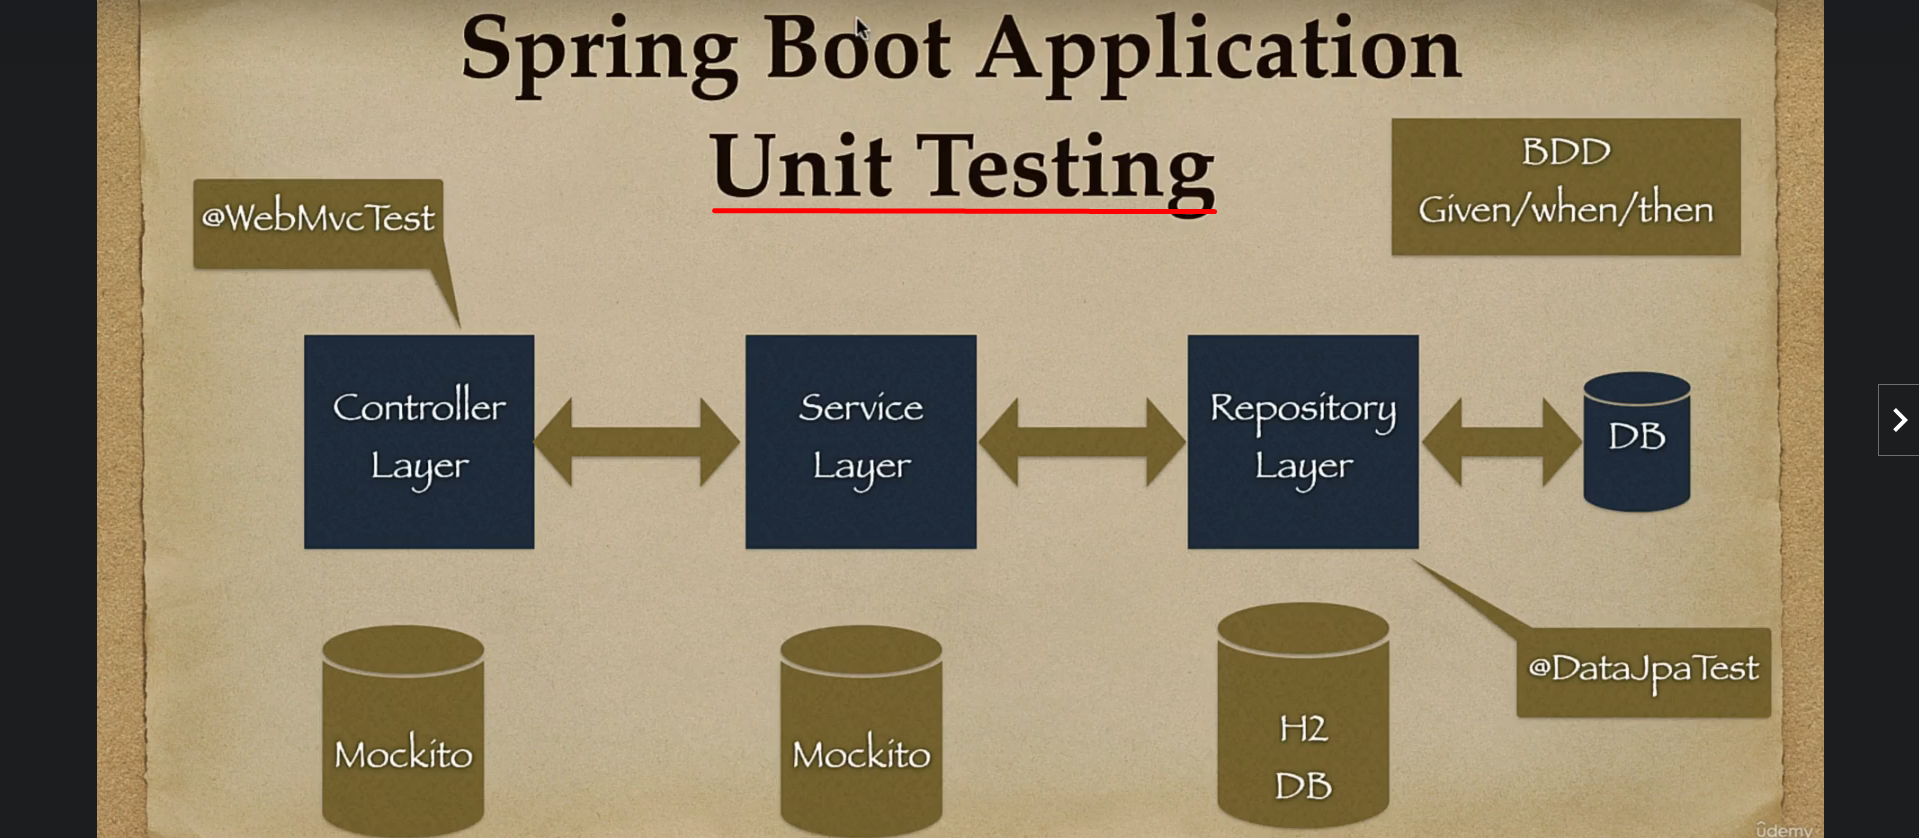 Spring Boot Application
Unit Testing
BDD
Given/when/then
@WebMvcTest
Controller
Layer
Service
Layer
Repository
Layer
DB
@DataJpaTest
Mockito
Mockito
H2
DB
ûdemy